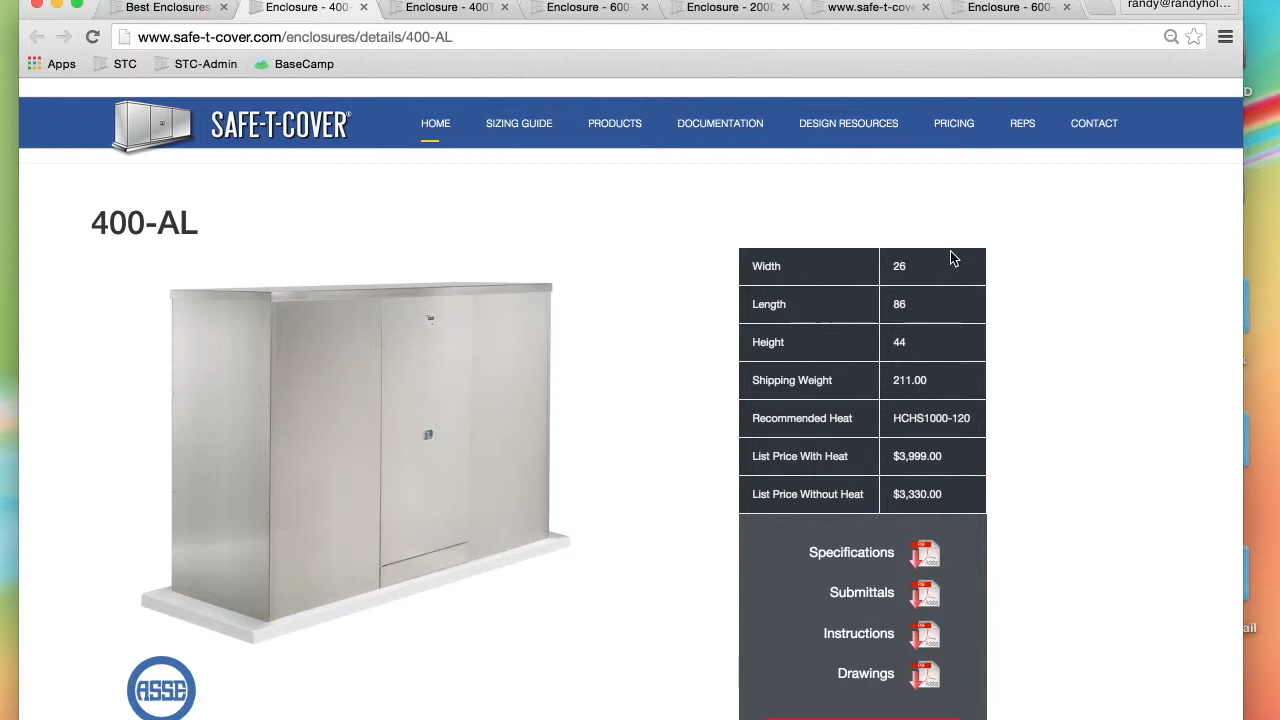 Best Enclosures Enclosure - 400- Enclosure - 400T Enclosure - 600- Enclosure - 200D www.safe-t-cov Enclosure - 600- randy@randyhol...
www.safe-t-cover.com/enclosures/details/400-AL
Apps STC STC-Admin BaseCamp
SAFE-T-COVER® HOME SIZING GUIDE PRODUCTS DOCUMENTATION DESIGN RESOURCES PRICING REPS CONTACT
400-AL
Width 26
Length 86
Height 44
Shipping Weight 211.00
Recommended Heat HCHS1000-120
List Price With Heat $3,999.00
List Price Without Heat $3,330.00
Specifications
Submittals
Instructions
Drawings
ASSE